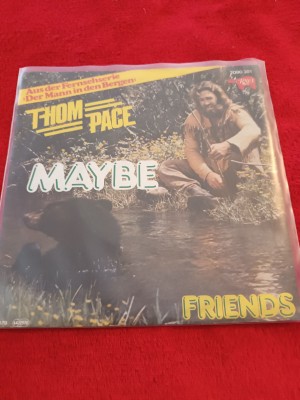 Aus der Fernsehserie
»Der Mann in den Bergen«
THOM PACE
MAYBE
FRIENDS